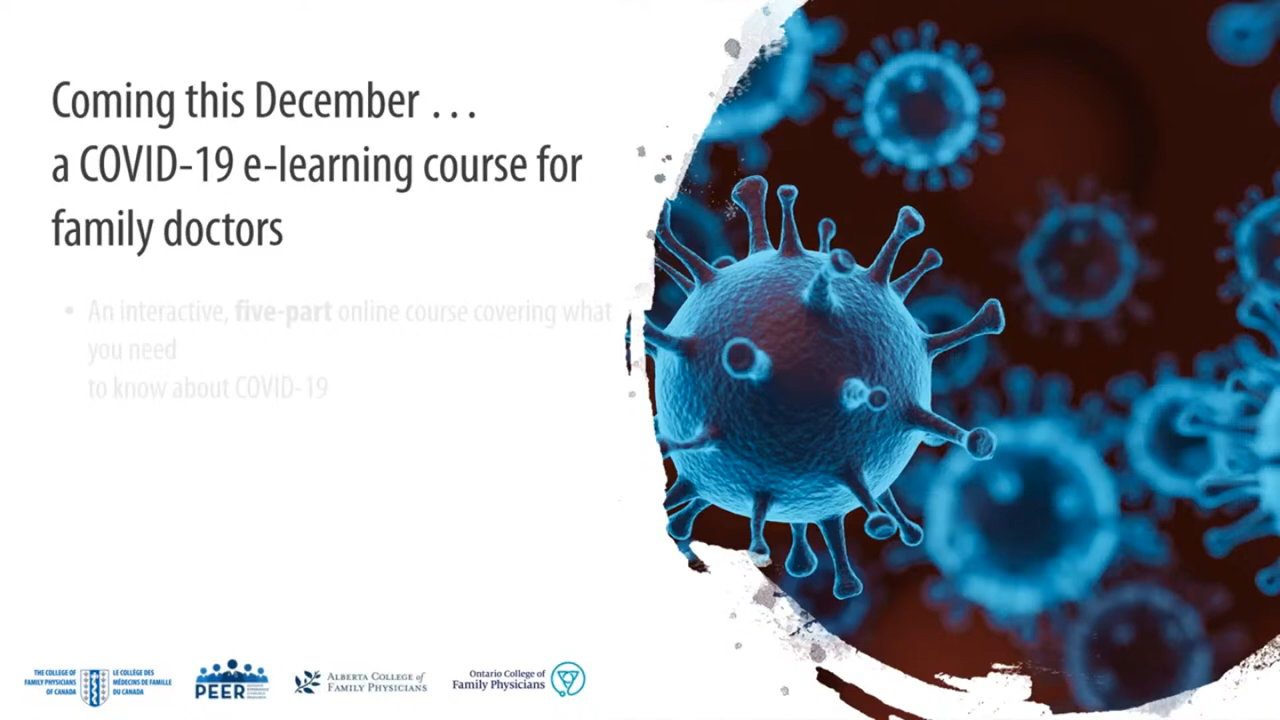 Coming this December …
a COVID-19 e-learning course for
family doctors
• An interactive, five-part online course covering what
you need
to know about COVID-19
THE COLLEGE OF
FAMILY PHYSICIANS
OF CANADA
LE COLLÈGE DES
MÉDECINS DE FAMILLE
DU CANADA
PEER
ALBERTA COLLEGE of
FAMILY PHYSICIANS
Ontario College of
Family Physicians